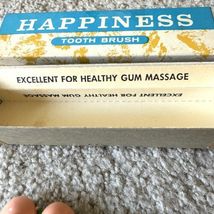 HAPPINESS
TOOTH BRUSH
EXCELLENT FOR HEALTHY GUM MASSAGE
EXCELLENT FOR HEALTHY GUM MASSAGE